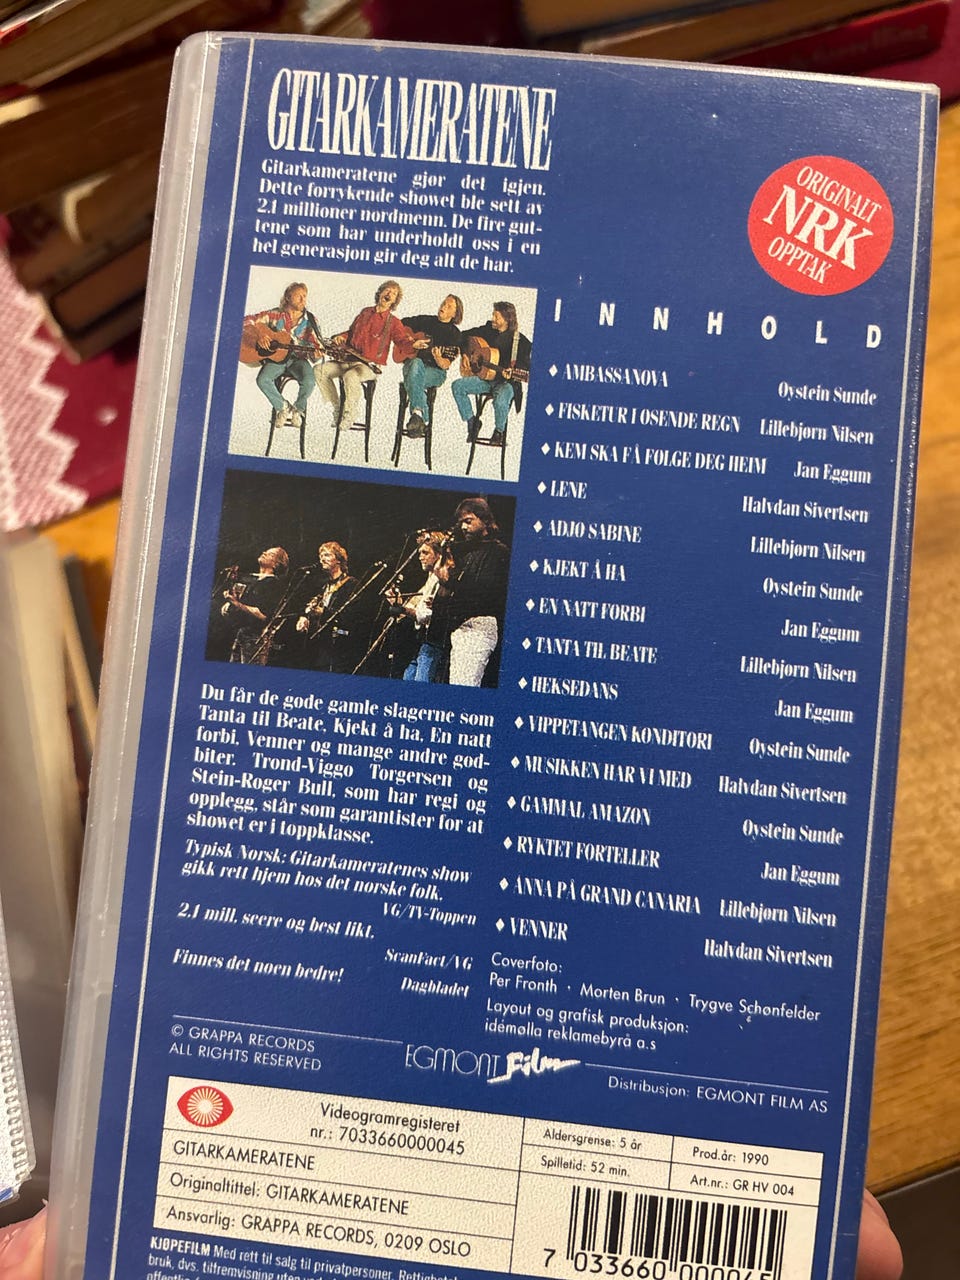 GITARKAMERATENE
Gitarkameratene gjør det igjen.
Dette forrykende showet ble sett av
2.1 millioner nordmenn. De fire gut-
tene som har underholdt oss i en
hel generasjon gir deg alt de har.
ORIGINALT
NRK
OPPTAK
INNHOLD
♦ AMBASSANOVA Øystein Sunde
♦ FISKETUR I ØSENDE REGN Lillebjørn Nilsen
♦ KEM SKA FÅ FØLGE DEG HEIM Jan Eggum
♦ LENE Halvdan Sivertsen
♦ ADJØ SABINE Lillebjørn Nilsen
♦ KJEKT Å HA Øystein Sunde
♦ EN NATT FORBI Jan Eggum
♦ TANTA TIL BEATE Lillebjørn Nilsen
♦ HEKSEDANS Jan Eggum
♦ VIPPETANGEN KONDITORI Øystein Sunde
♦ MUSIKKEN HAR VI MED Halvdan Sivertsen
♦ GAMMAL AMAZON Øystein Sunde
♦ RYKTET FORTELLER Jan Eggum
♦ ANNA PÅ GRAND CANARIA Lillebjørn Nilsen
♦ VENNER Halvdan Sivertsen
Du får de gode gamle slagerne som
Tanta til Beate, Kjekt å ha, En natt
forbi, Venner og mange andre god-
biter. Trond-Viggo Torgersen og
Stein-Roger Bull, som har regi og
opplegg, står som garantister for at
showet er i toppklasse.
Typisk Norsk: Gitarkameratenes show
gikk rett hjem hos det norske folk.
VG/TV-Toppen
2.1 mill. seere og best likt.
ScanFact/VG
Finnes det noen bedre!
Dagbladet
Coverfoto:
Per Fronth · Morten Brun · Trygve Schønfelder
Layout og grafisk produksjon:
idémølla reklamebyrå a.s
© GRAPPA RECORDS
ALL RIGHTS RESERVED
EGMONT Film
Distribusjon: EGMONT FILM AS
Videogramregisteret
nr.: 7033660000045
GITARKAMERATENE
Originaltittel: GITARKAMERATENE
Ansvarlig: GRAPPA RECORDS, 0209 OSLO
Aldersgrense: 5 år
Prod.år: 1990
Spilletid: 52 min.
Art.nr.: GR HV 004
7 033660 000045
KJØPEFILM Med rett til salg til privatpersoner.
bruk, dvs. tilfremvisning uten